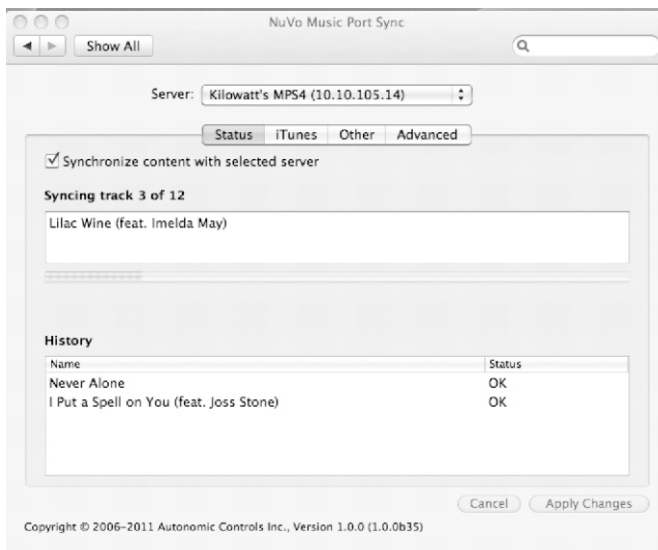 NuVo Music Port Sync
Show All
Server: Kilowatt's MPS4 (10.10.105.14)
Status iTunes Other Advanced
Synchronize content with selected server
Syncing track 3 of 12
Lilac Wine (feat. Imelda May)
History
Name Status
Never Alone OK
I Put a Spell on You (feat. Joss Stone) OK
Cancel Apply Changes
Copyright © 2006–2011 Autonomic Controls Inc., Version 1.0.0 (1.0.0b35)